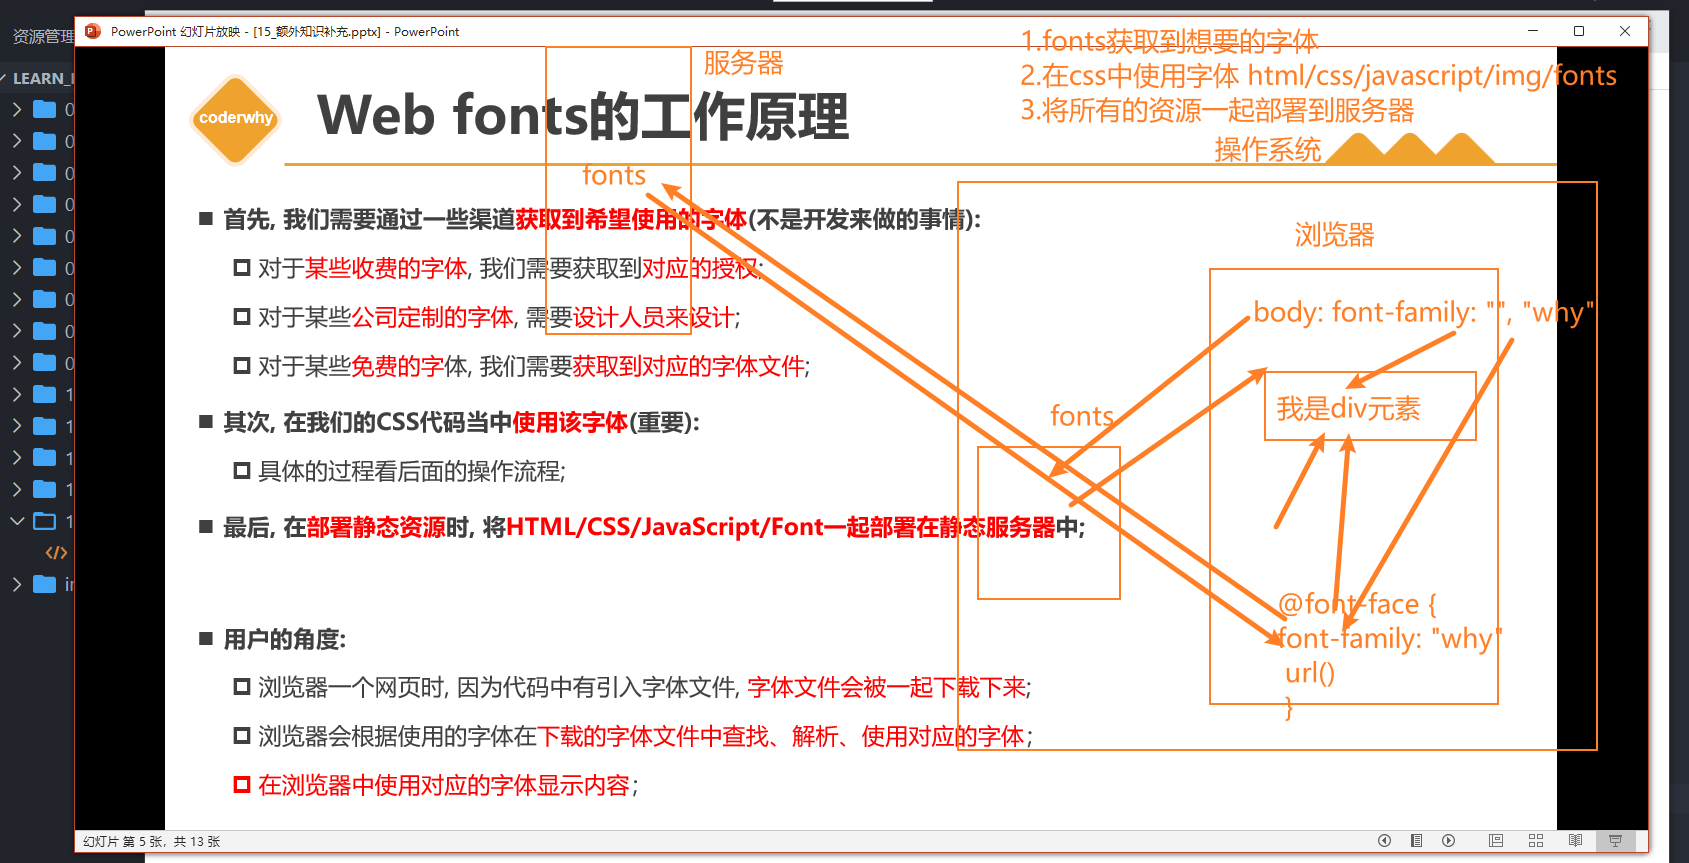 资源管理
PowerPoint 幻灯片放映 - [15_额外知识补充.pptx] - PowerPoint
LEARN_
服务器
1.fonts获取到想要的字体
2.在css中使用字体 html/css/javascript/img/fonts
3.将所有的资源一起部署到服务器
coderwhy
Web fonts的工作原理
操作系统
fonts
首先, 我们需要通过一些渠道获取到希望使用的字体(不是开发来做的事情):
浏览器
对于某些收费的字体, 我们需要获取到对应的授权;
对于某些公司定制的字体, 需要设计人员来设计;
body: font-family: "", "why"
对于某些免费的字体, 我们需要获取到对应的字体文件;
我是div元素
fonts
其次, 在我们的CSS代码当中使用该字体(重要):
具体的过程看后面的操作流程;
最后, 在部署静态资源时, 将HTML/CSS/JavaScript/Font一起部署在静态服务器中;
@font-face {
font-family: "why"
url()
}
用户的角度:
浏览器一个网页时, 因为代码中有引入字体文件, 字体文件会被一起下载下来;
浏览器会根据使用的字体在下载的字体文件中查找、解析、使用对应的字体;
在浏览器中使用对应的字体显示内容;
幻灯片 第 5 张，共 13 张